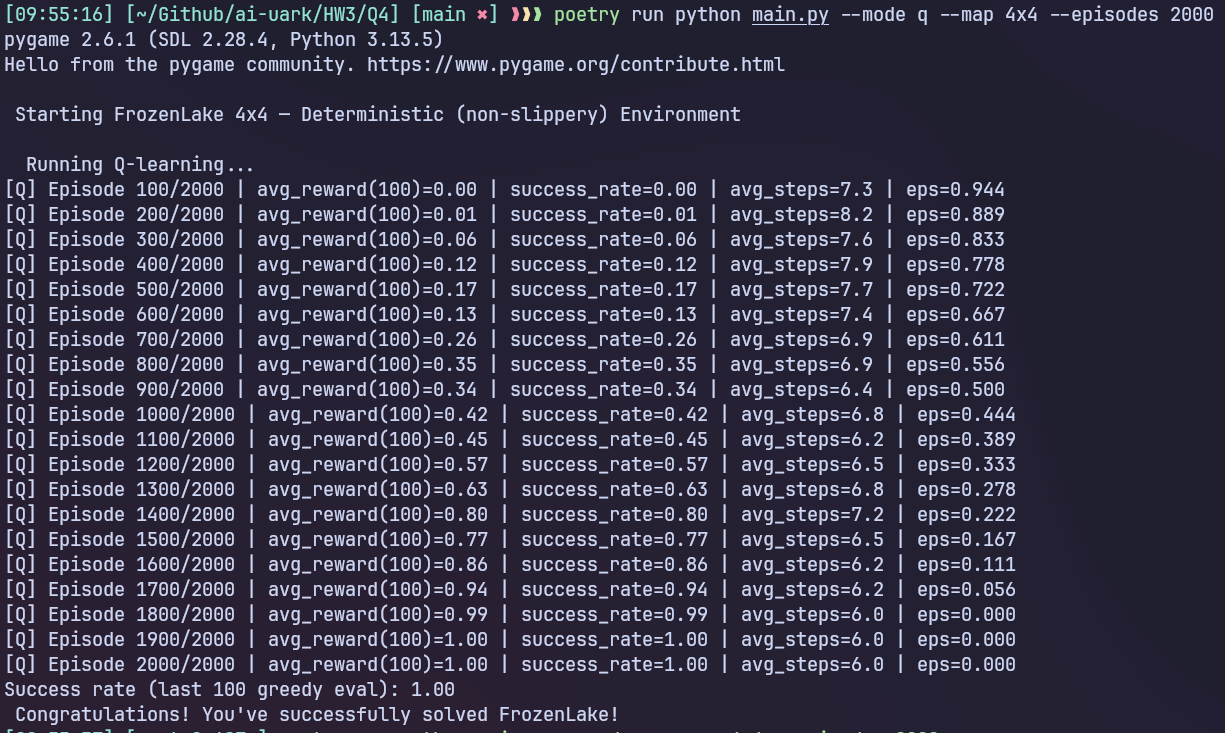 [09:55:16] [~/Github/ai-uark/HW3/Q4] [main ✖] ❯❯❯ poetry run python main.py --mode q --map 4x4 --episodes 2000
pygame 2.6.1 (SDL 2.28.4, Python 3.13.5)
Hello from the pygame community. https://www.pygame.org/contribute.html
Starting FrozenLake 4x4 — Deterministic (non-slippery) Environment
Running Q-learning...
[Q] Episode 100/2000 | avg_reward(100)=0.00 | success_rate=0.00 | avg_steps=7.3 | eps=0.944
[Q] Episode 200/2000 | avg_reward(100)=0.01 | success_rate=0.01 | avg_steps=8.2 | eps=0.889
[Q] Episode 300/2000 | avg_reward(100)=0.06 | success_rate=0.06 | avg_steps=7.6 | eps=0.833
[Q] Episode 400/2000 | avg_reward(100)=0.12 | success_rate=0.12 | avg_steps=7.9 | eps=0.778
[Q] Episode 500/2000 | avg_reward(100)=0.17 | success_rate=0.17 | avg_steps=7.7 | eps=0.722
[Q] Episode 600/2000 | avg_reward(100)=0.13 | success_rate=0.13 | avg_steps=7.4 | eps=0.667
[Q] Episode 700/2000 | avg_reward(100)=0.26 | success_rate=0.26 | avg_steps=6.9 | eps=0.611
[Q] Episode 800/2000 | avg_reward(100)=0.35 | success_rate=0.35 | avg_steps=6.9 | eps=0.556
[Q] Episode 900/2000 | avg_reward(100)=0.34 | success_rate=0.34 | avg_steps=6.4 | eps=0.500
[Q] Episode 1000/2000 | avg_reward(100)=0.42 | success_rate=0.42 | avg_steps=6.8 | eps=0.444
[Q] Episode 1100/2000 | avg_reward(100)=0.45 | success_rate=0.45 | avg_steps=6.2 | eps=0.389
[Q] Episode 1200/2000 | avg_reward(100)=0.57 | success_rate=0.57 | avg_steps=6.5 | eps=0.333
[Q] Episode 1300/2000 | avg_reward(100)=0.63 | success_rate=0.63 | avg_steps=6.8 | eps=0.278
[Q] Episode 1400/2000 | avg_reward(100)=0.80 | success_rate=0.80 | avg_steps=7.2 | eps=0.222
[Q] Episode 1500/2000 | avg_reward(100)=0.77 | success_rate=0.77 | avg_steps=6.5 | eps=0.167
[Q] Episode 1600/2000 | avg_reward(100)=0.86 | success_rate=0.86 | avg_steps=6.2 | eps=0.111
[Q] Episode 1700/2000 | avg_reward(100)=0.94 | success_rate=0.94 | avg_steps=6.2 | eps=0.056
[Q] Episode 1800/2000 | avg_reward(100)=0.99 | success_rate=0.99 | avg_steps=6.0 | eps=0.000
[Q] Episode 1900/2000 | avg_reward(100)=1.00 | success_rate=1.00 | avg_steps=6.0 | eps=0.000
[Q] Episode 2000/2000 | avg_reward(100)=1.00 | success_rate=1.00 | avg_steps=6.0 | eps=0.000
Success rate (last 100 greedy eval): 1.00
Congratulations! You've successfully solved FrozenLake!